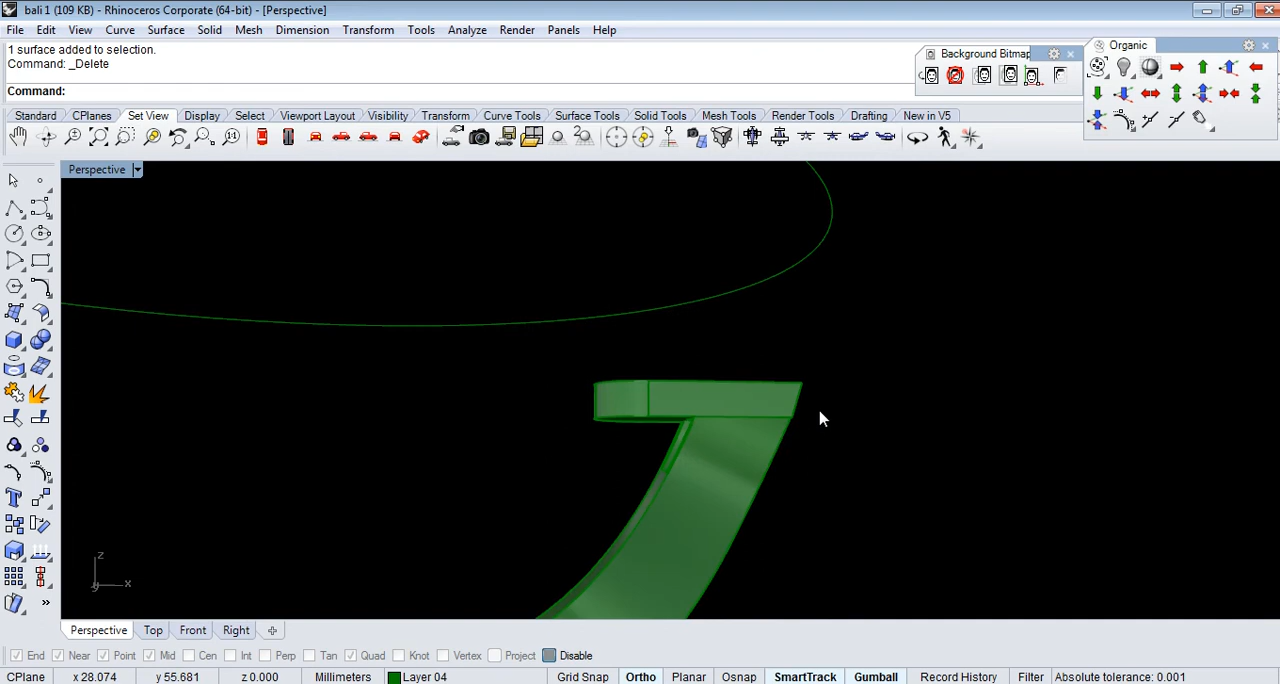 bali 1 (109 KB) - Rhinoceros Corporate (64-bit) - [Perspective]
File Edit View Curve Surface Solid Mesh Dimension Transform Tools Analyze Render Panels Help
1 surface added to selection.
Command: _Delete
Command:
Background Bitmap
Organic
Standard CPlanes Set View Display Select Viewport Layout Visibility Transform Curve Tools Surface Tools Solid Tools Mesh Tools Render Tools Drafting New in V5
Perspective
z
x
y
Perspective Top Front Right
End Near Point Mid Cen Int Perp Tan Quad Knot Vertex Project Disable
CPlane x 28.074 y 55.681 z 0.000 Millimeters Layer 04 Grid Snap Ortho Planar Osnap SmartTrack Gumball Record History Filter Absolute tolerance: 0.001